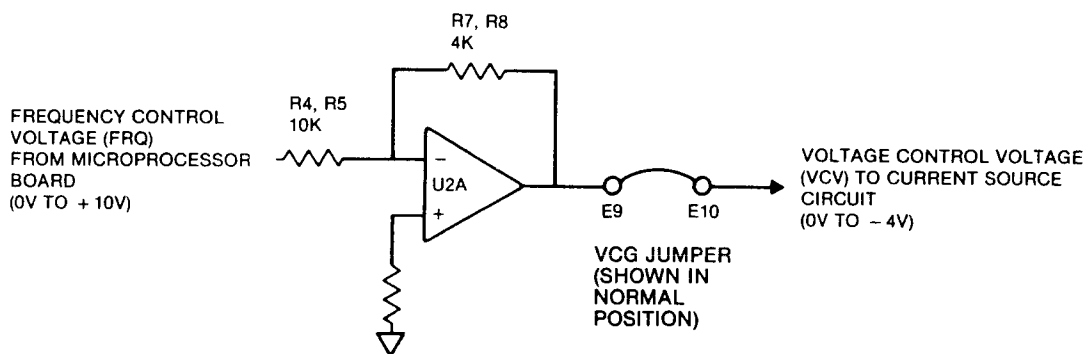 R7, R8
4K
R4, R5
10K
FREQUENCY CONTROL
VOLTAGE (FRQ)
FROM MICROPROCESSOR
BOARD
(0V TO + 10V)
−
U2A
+
E9
E10
VOLTAGE CONTROL VOLTAGE
(VCV) TO CURRENT SOURCE
CIRCUIT
(0V TO − 4V)
VCG JUMPER
(SHOWN IN
NORMAL
POSITION)